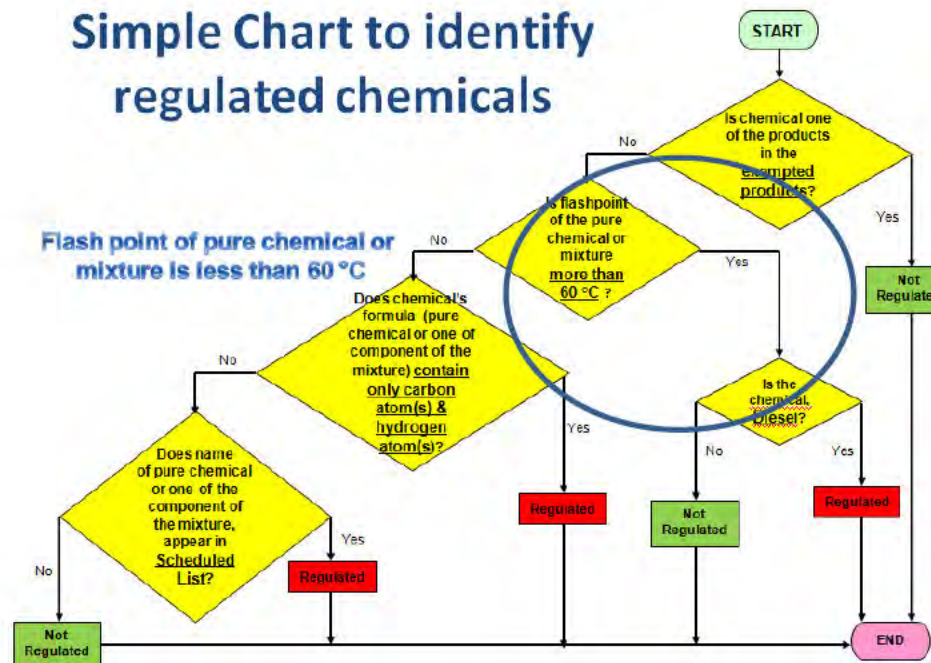 Simple Chart to identify
regulated chemicals
START
Is chemical one
of the products
in the
exempted
products?
No
Yes
Not
Regulate
Is flashpoint
of the pure
chemical or
mixture
more than
60 °C ?
No
Yes
Flash point of pure chemical or
mixture is less than 60 °C
Does chemical's
formula (pure
chemical or one of
component of the
mixture) contain
only carbon
atom(s) &
hydrogen
atom(s)?
No
Yes
Regulated
Is the
chemical,
Diesel?
No
Yes
Not
Regulated
Regulated
Does name
of pure chemical
or one of the
component of
the mixture,
appear in
Scheduled
List?
No
Yes
Regulated
Not
Regulated
END